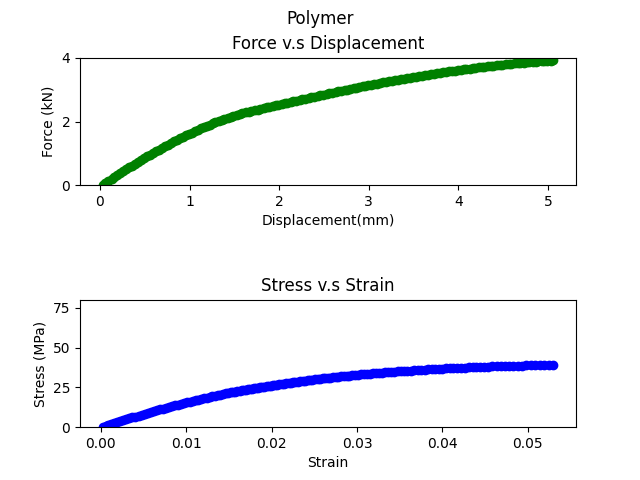 Polymer
Force v.s Displacement
4
2
0
Force (kN)
0 1 2 3 4 5
Displacement(mm)
Stress v.s Strain
75
50
25
0
Stress (MPa)
0.00 0.01 0.02 0.03 0.04 0.05
Strain